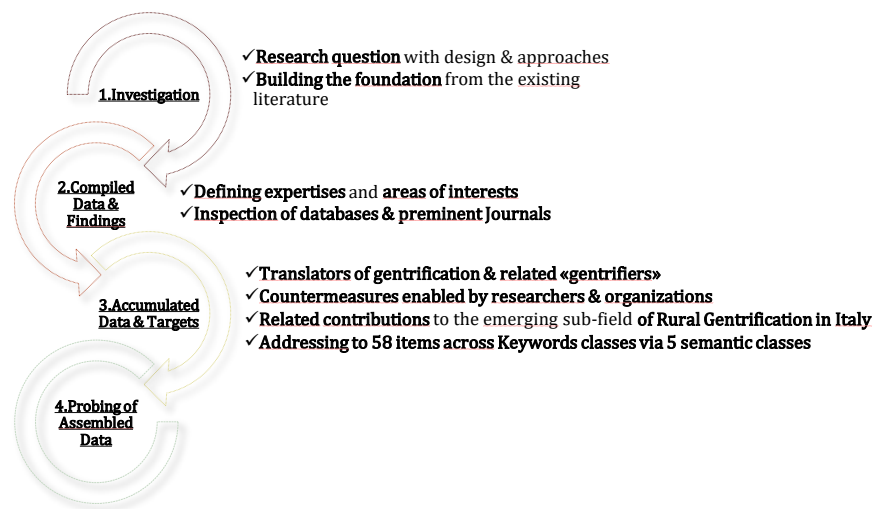 1.Investigation
✓Research question with design & approaches
✓Building the foundation from the existing
literature
2.Compiled
Data &
Findings
✓Defining expertises and areas of interests
✓Inspection of databases & preminent Journals
3.Accumulated
Data & Targets
✓Translators of gentrification & related «gentrifiers»
✓Countermeasures enabled by researchers & organizations
✓Related contributions to the emerging sub-field of Rural Gentrification in Italy
✓Addressing to 58 items across Keywords classes via 5 semantic classes
4.Probing of
Assembled
Data